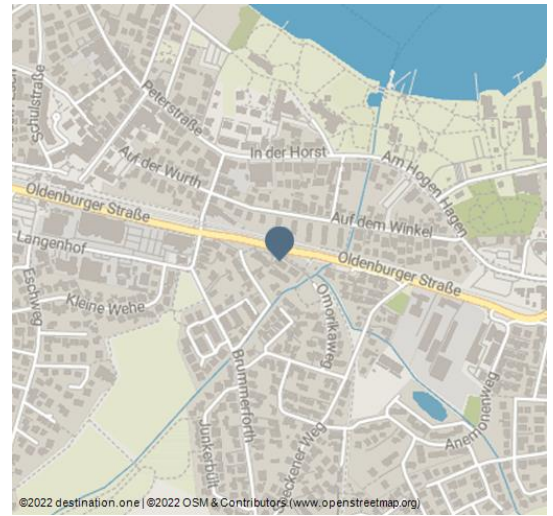 Schulstraße
Peterstraße
In der Horst
Am Hogen Hagen
Auf der Wurth
Oldenburger Straße
Auf dem Winkel
Langenhof
Oldenburger Straße
Eschweg
Kleine Wehe
Omorikaweg
Brummerforth
Junkerbült
Anemonenweg
©2022 destination.one | ©2022 OSM & Contributors (www.openstreetmap.org)